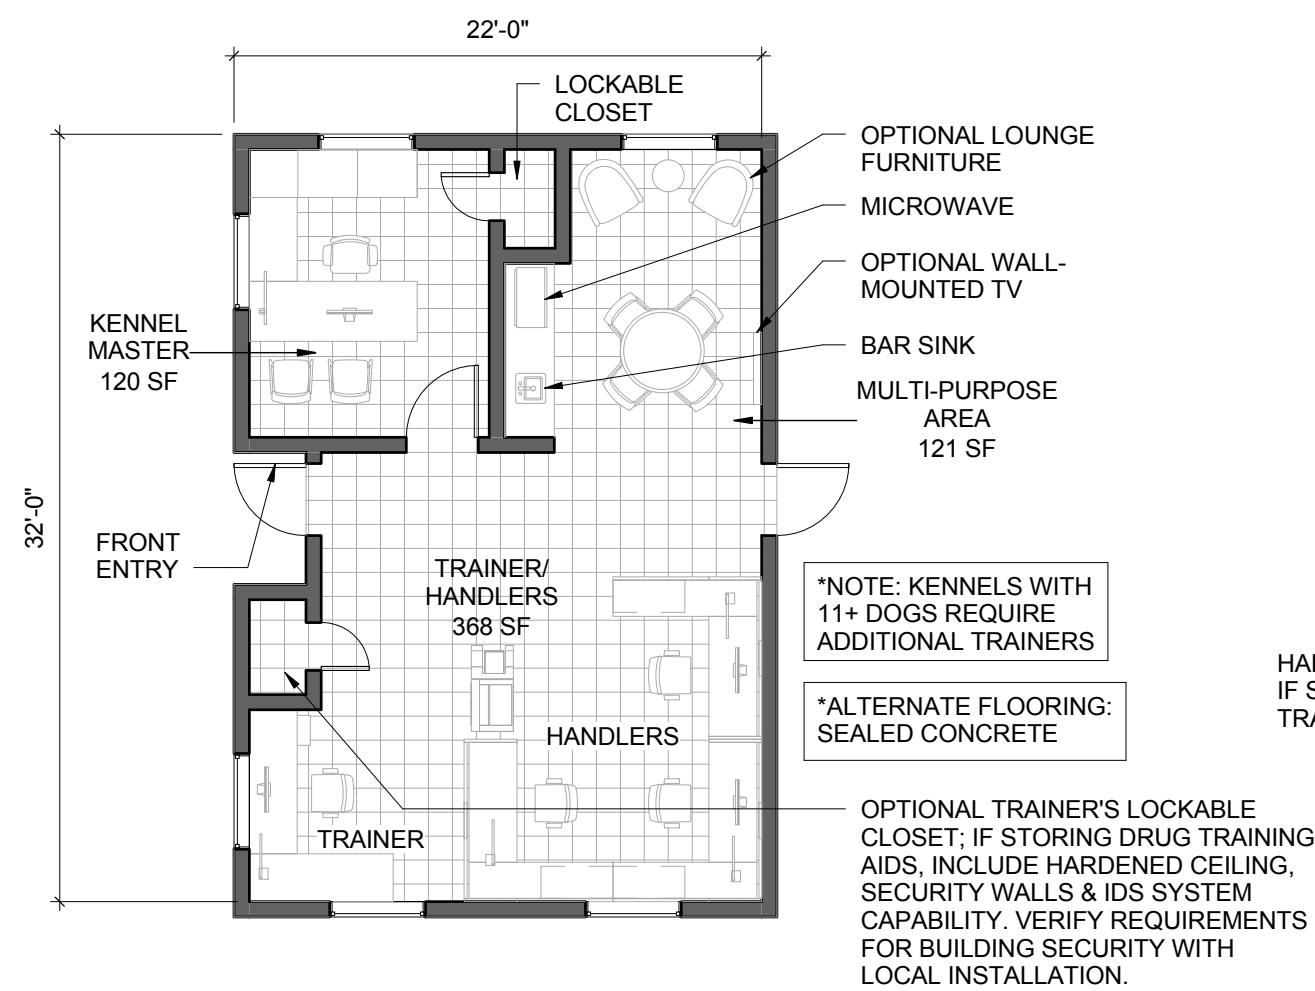 22'-0"
LOCKABLE
CLOSET
OPTIONAL LOUNGE
FURNITURE
MICROWAVE
OPTIONAL WALL-
MOUNTED TV
KENNEL
MASTER
120 SF
BAR SINK
MULTI-PURPOSE
AREA
121 SF
32'-0"
FRONT
ENTRY
TRAINER/
HANDLERS
368 SF
*NOTE: KENNELS WITH
11+ DOGS REQUIRE
ADDITIONAL TRAINERS
*ALTERNATE FLOORING:
SEALED CONCRETE
HANDLERS
TRAINER
OPTIONAL TRAINER'S LOCKABLE
CLOSET; IF STORING DRUG TRAINING
AIDS, INCLUDE HARDENED CEILING,
SECURITY WALLS & IDS SYSTEM
CAPABILITY. VERIFY REQUIREMENTS
FOR BUILDING SECURITY WITH
LOCAL INSTALLATION.
IF